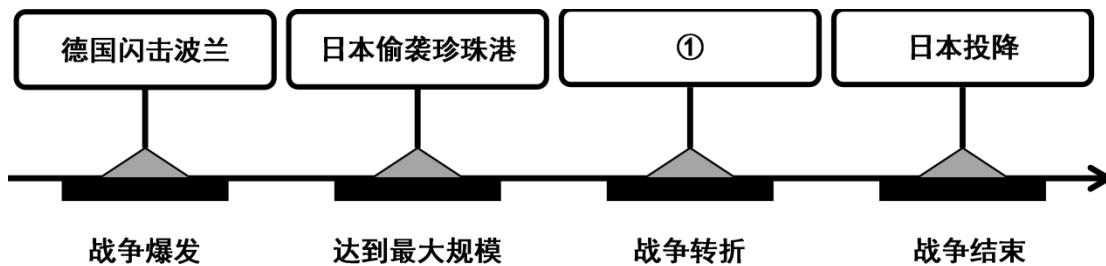 德国闪击波兰
日本偷袭珍珠港
①
日本投降
战争爆发
达到最大规模
战争转折
战争结束